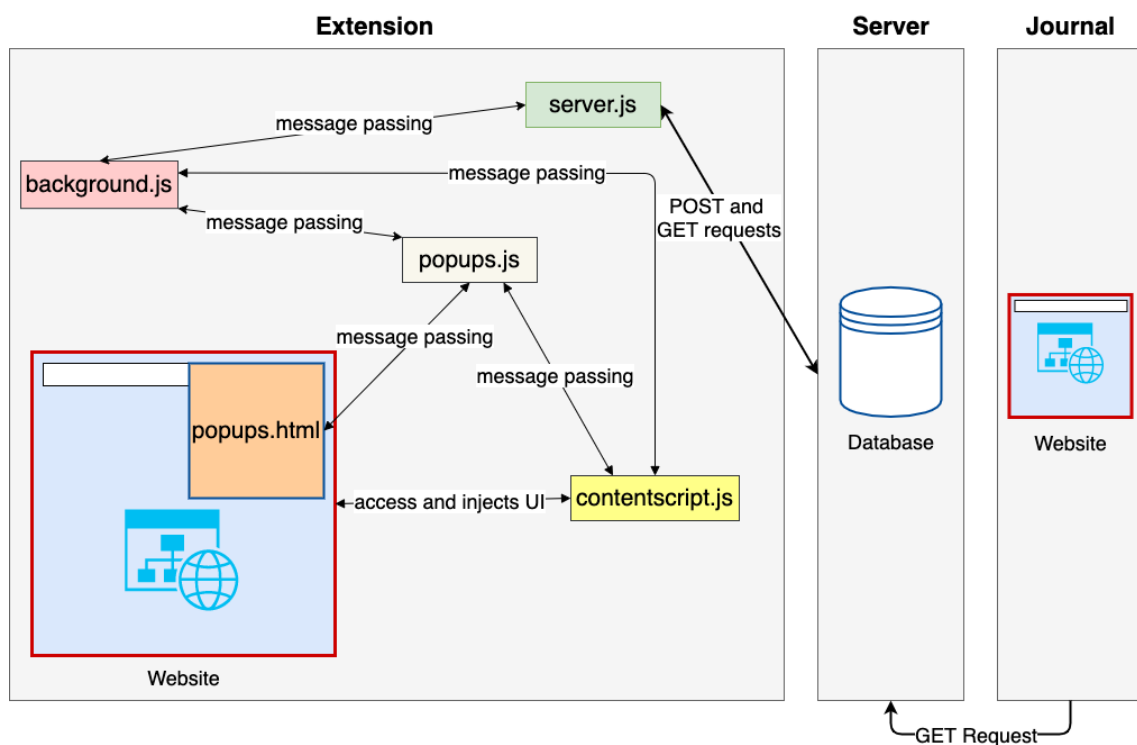 Extension
Server
Journal
server.js
message passing
background.js
message passing
POST and
GET requests
message passing
popups.js
message passing
message passing
popups.html
Database
Website
access and injects UI
contentscript.js
Website
GET Request